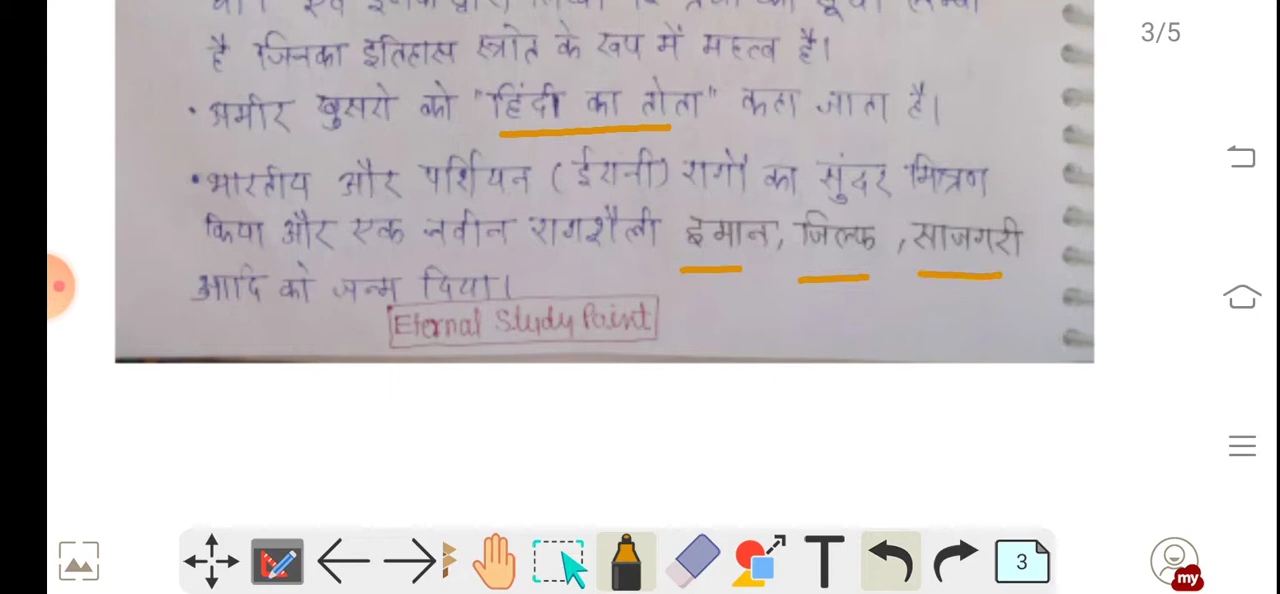 3/5
है जिनका इतिहास स्त्रोत के रूप में महत्व है।
• अमीर खुसरो को "हिंदी का तोता" कहा जाता है।
• भारतीय और पर्शियन (ईरानी) रागों का सुंदर मिश्रण
किया और एक नवीन रागशैली इमान, जिल्फ, साजगरी
आदि को जन्म दिया।
Eternal Study Point
T
3
my